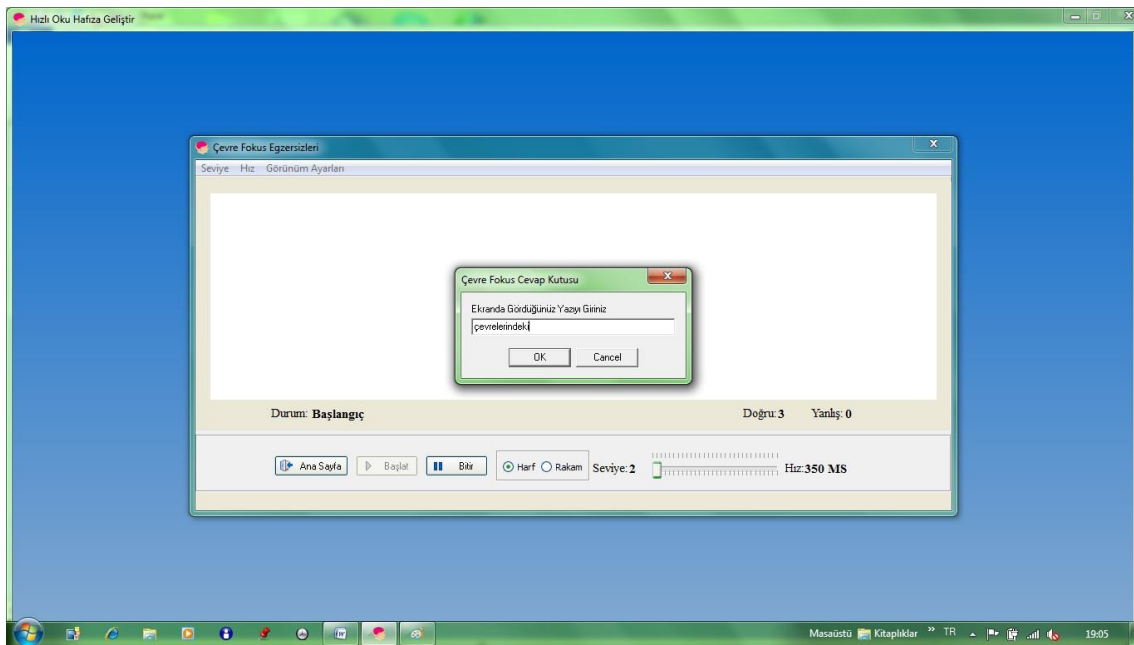 Hızlı Oku Hafıza Geliştir
Çevre Fokus Egzersizleri
Seviye Hız Görünüm Ayarları
Çevre Fokus Cevap Kutusu
Ekranda Gördüğünüz Yazıyı Giriniz
çevrelerindeki
OK Cancel
Durum: Başlangıç Doğru: 3 Yanlış: 0
Ana Sayfa Başlat Bitir Harf Rakam Seviye: 2 Hız: 350 MS
Masaüstü Kitaplıklar » TR 19:05